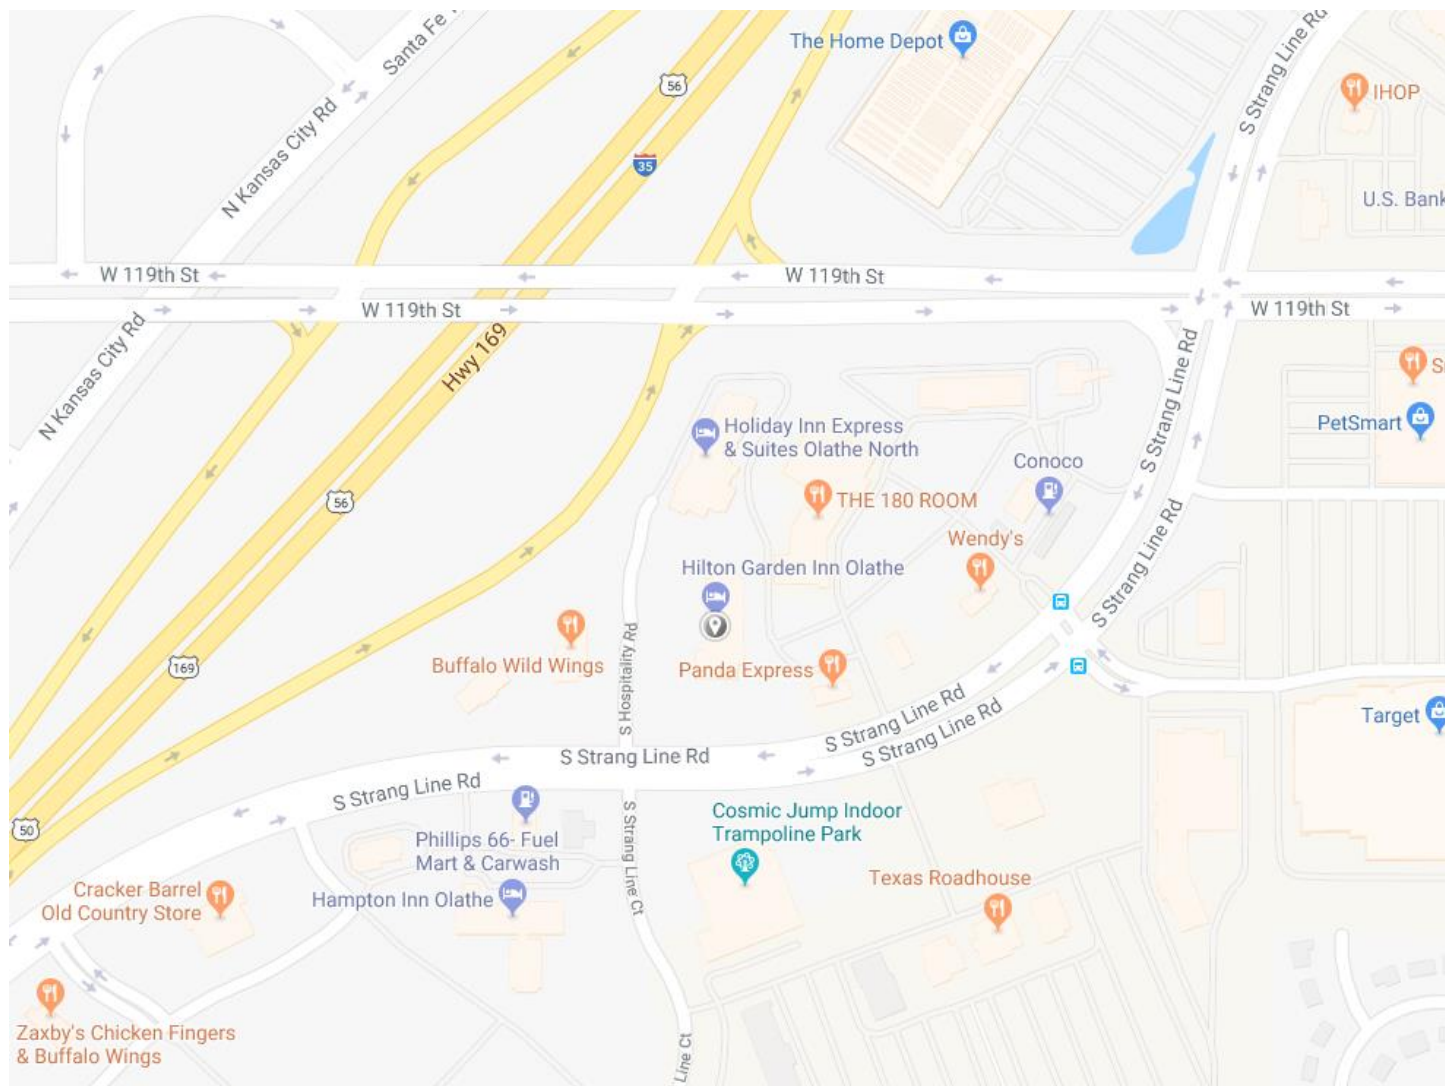 Santa Fe
The Home Depot
S Strang Line Rd
56
IHOP
N Kansas City Rd
35
U.S. Bank
W 119th St
W 119th St
W 119th St
W 119th St
N Kansas City Rd
Hwy 169
S Strang Line Rd
PetSmart
Holiday Inn Express
& Suites Olathe North
Conoco
56
THE 180 ROOM
Wendy's
S Strang Line Rd
Hilton Garden Inn Olathe
Buffalo Wild Wings
169
S Hospitality Rd
Panda Express
S Strang Line Rd
S Strang Line Rd
Target
S Strang Line Rd
S Strang Line Rd
50
Phillips 66- Fuel
Mart & Carwash
S Strang Line Ct
Cosmic Jump Indoor
Trampoline Park
Texas Roadhouse
Cracker Barrel
Old Country Store
Hampton Inn Olathe
Zaxby's Chicken Fingers
& Buffalo Wings
Line Ct